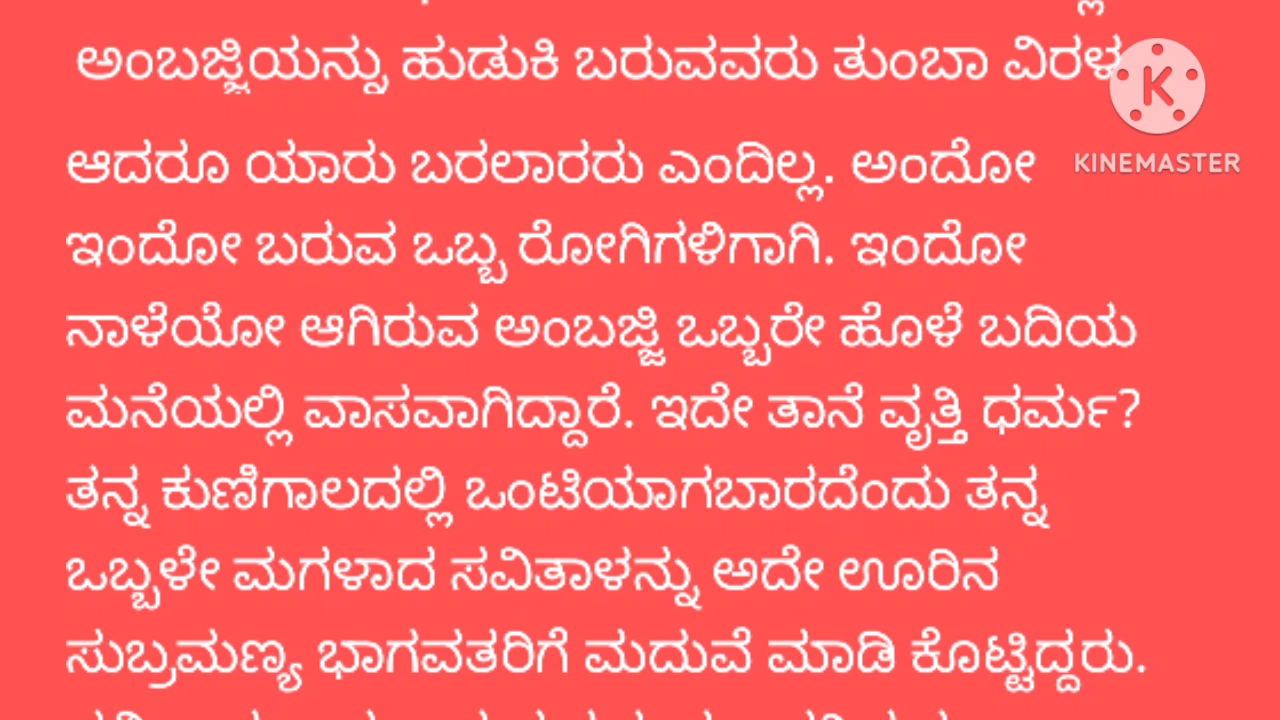 ಅಂಬಜ್ಜಿಯನ್ನು ಹುಡುಕಿ ಬರುವವರು ತುಂಬಾ ವಿರಳ
K
KINEMASTER
ಆದರೂ ಯಾರು ಬರಲಾರರು ಎಂದಿಲ್ಲ. ಅಂದೋ
ಇಂದೋ ಬರುವ ಒಬ್ಬ ರೋಗಿಗಳಿಗಾಗಿ. ಇಂದೋ
ನಾಳೆಯೋ ಆಗಿರುವ ಅಂಬಜ್ಜಿ ಒಬ್ಬರೇ ಹೊಳೆ ಬದಿಯ
ಮನೆಯಲ್ಲಿ ವಾಸವಾಗಿದ್ದಾರೆ. ಇದೇ ತಾನೆ ವೃತ್ತಿ ಧರ್ಮ?
ತನ್ನ ಕುಣಿಗಾಲದಲ್ಲಿ ಒಂಟಿಯಾಗಬಾರದೆಂದು ತನ್ನ
ಒಬ್ಬಳೇ ಮಗಳಾದ ಸವಿತಾಳನ್ನು ಅದೇ ಊರಿನ
ಸುಬ್ರಮಣ್ಯ ಭಾಗವತರಿಗೆ ಮದುವೆ ಮಾಡಿ ಕೊಟ್ಟಿದ್ದರು.